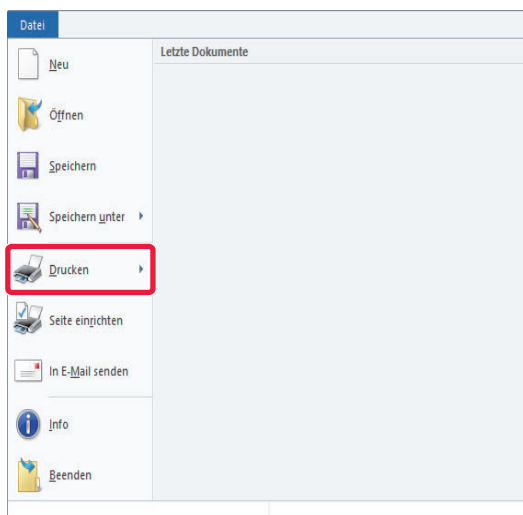 Datei
Letzte Dokumente
Neu
Öffnen
Speichern
Speichern unter
Drucken
Seite einrichten
In E-Mail senden
Info
Beenden